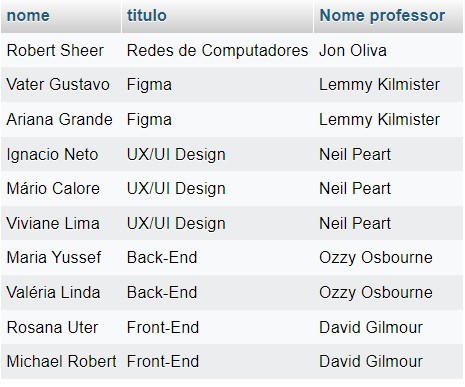 nome titulo Nome professor
Robert Sheer Redes de Computadores Jon Oliva
Vater Gustavo Figma Lemmy Kilmister
Ariana Grande Figma Lemmy Kilmister
Ignacio Neto UX/UI Design Neil Peart
Mário Calore UX/UI Design Neil Peart
Viviane Lima UX/UI Design Neil Peart
Maria Yussef Back-End Ozzy Osbourne
Valéria Linda Back-End Ozzy Osbourne
Rosana Uter Front-End David Gilmour
Michael Robert Front-End David Gilmour